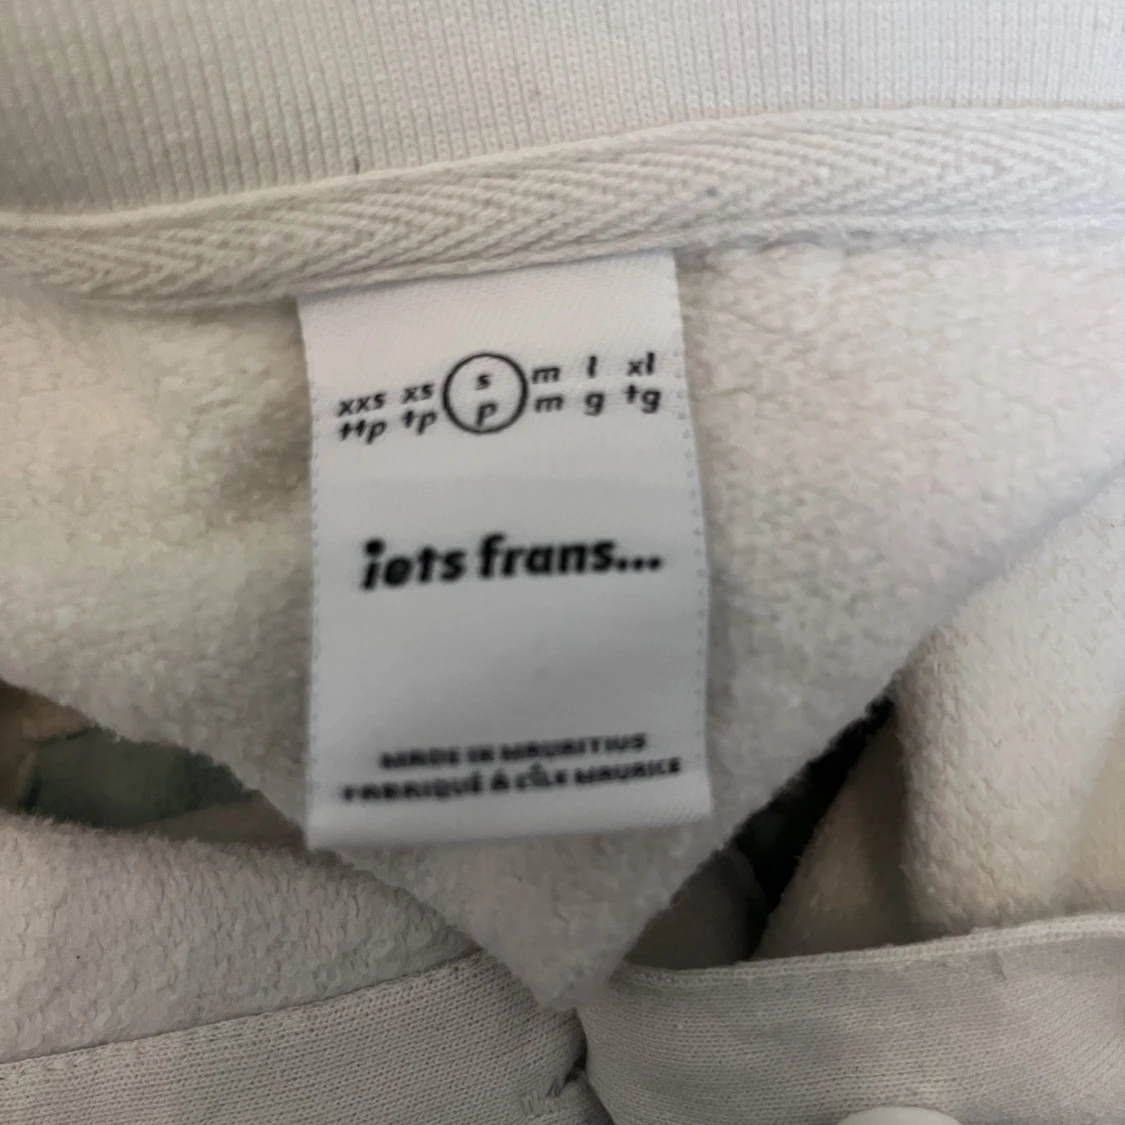 xxs xs s m l xl
ttp tp p m g tg
iets frans...
MADE IN MAURITIUS
FABRIQUÉ À L'ÎLE MAURICE